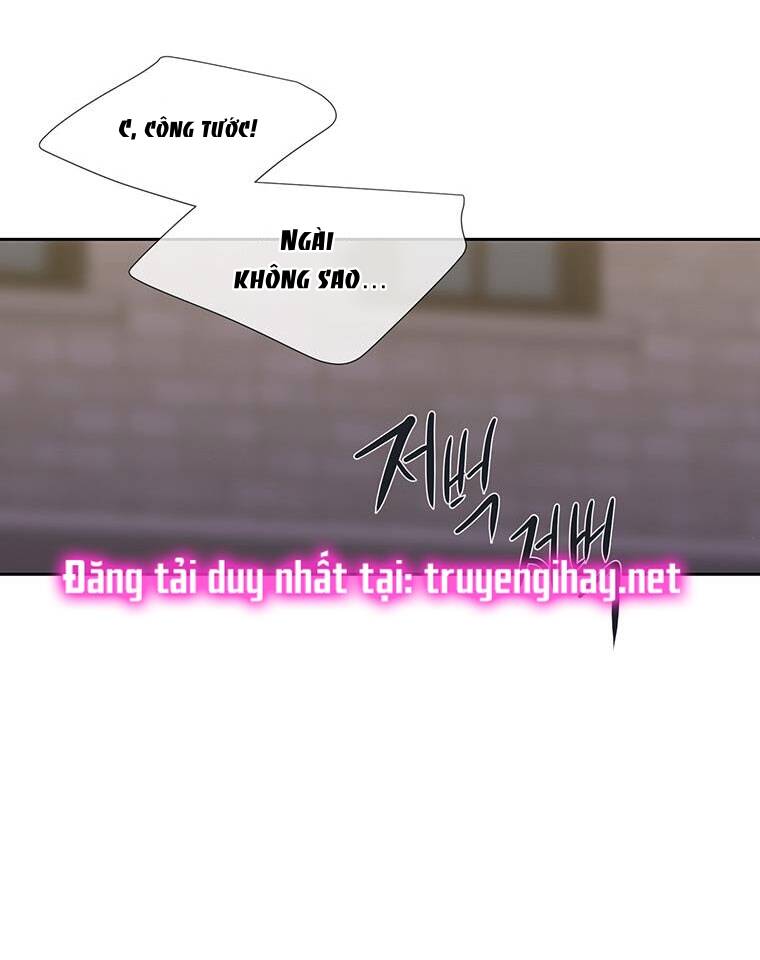 C, CÔNG TƯỚC!
NGÀI
KHÔNG SAO...
저벅
저벅
Đăng tải duy nhất tại: truyengihay.net